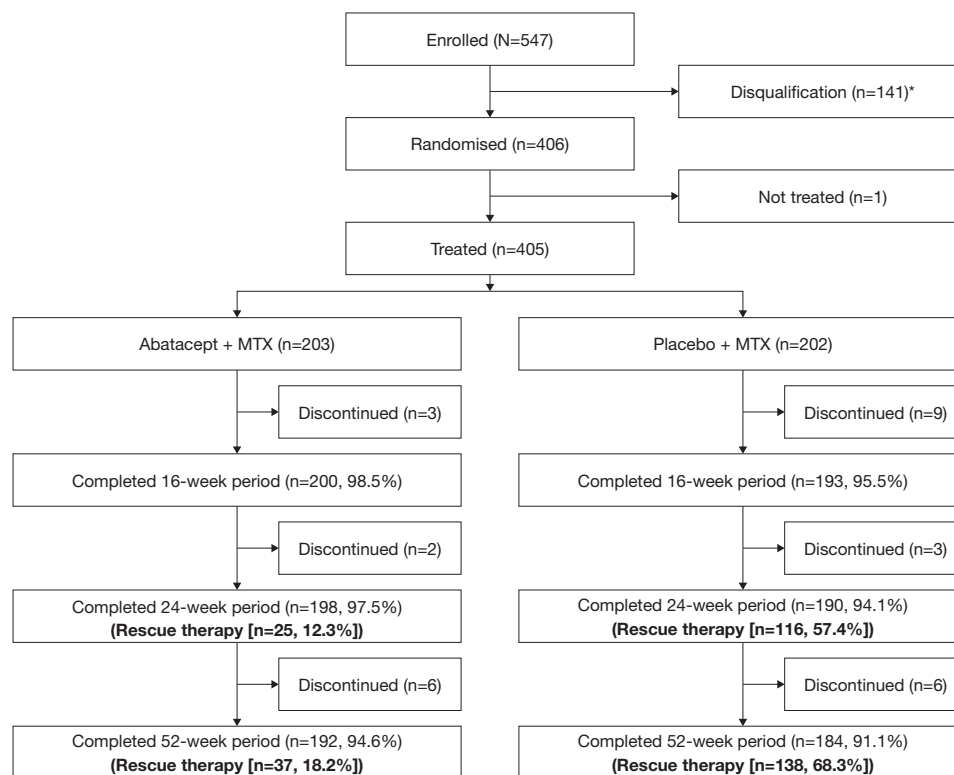 Enrolled (N=547)
Disqualification (n=141)*
Randomised (n=406)
Not treated (n=1)
Treated (n=405)
Abatacept + MTX (n=203)
Placebo + MTX (n=202)
Discontinued (n=3)
Discontinued (n=9)
Completed 16-week period (n=200, 98.5%)
Completed 16-week period (n=193, 95.5%)
Discontinued (n=2)
Discontinued (n=3)
Completed 24-week period (n=198, 97.5%)
(Rescue therapy [n=25, 12.3%])
Completed 24-week period (n=190, 94.1%)
(Rescue therapy [n=116, 57.4%])
Discontinued (n=6)
Discontinued (n=6)
Completed 52-week period (n=192, 94.6%)
(Rescue therapy [n=37, 18.2%])
Completed 52-week period (n=184, 91.1%)
(Rescue therapy [n=138, 68.3%])